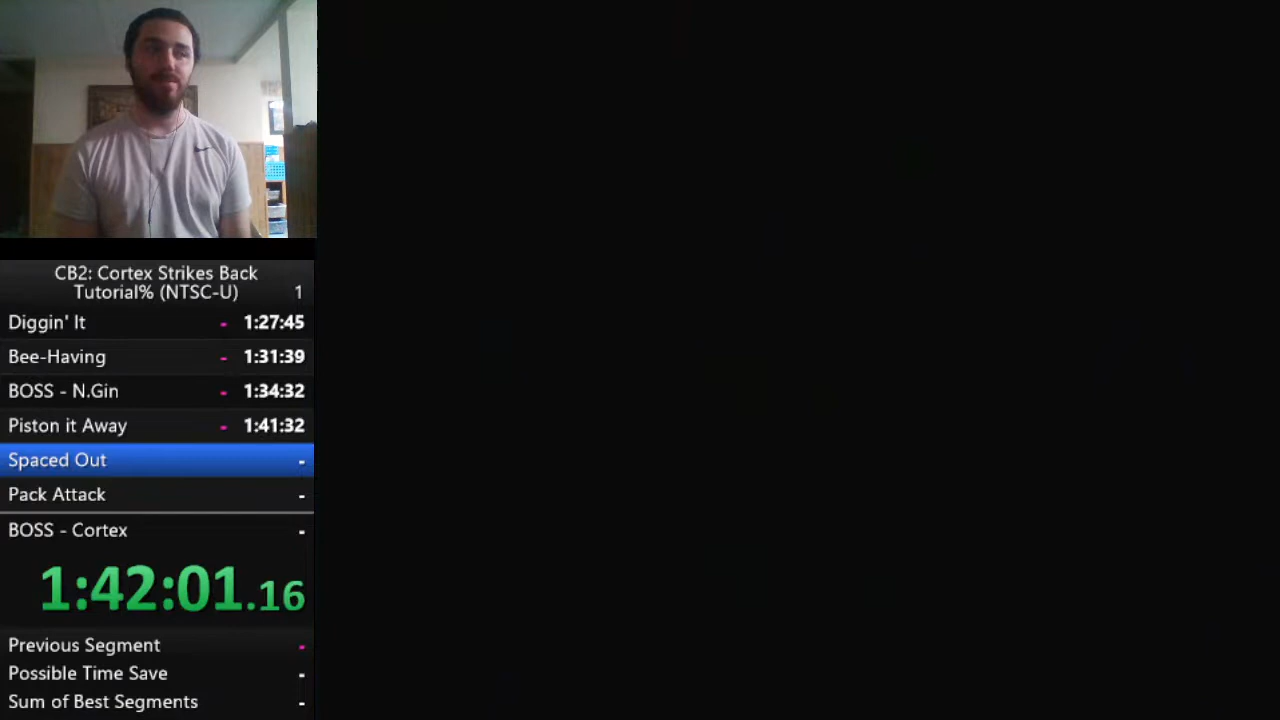 CB2: Cortex Strikes Back
Tutorial% (NTSC-U) 1
Diggin' It - 1:27:45
Bee-Having - 1:31:39
BOSS - N.Gin - 1:34:32
Piston it Away - 1:41:32
Spaced Out -
Pack Attack -
BOSS - Cortex -
1:42:01.16
Previous Segment -
Possible Time Save -
Sum of Best Segments -